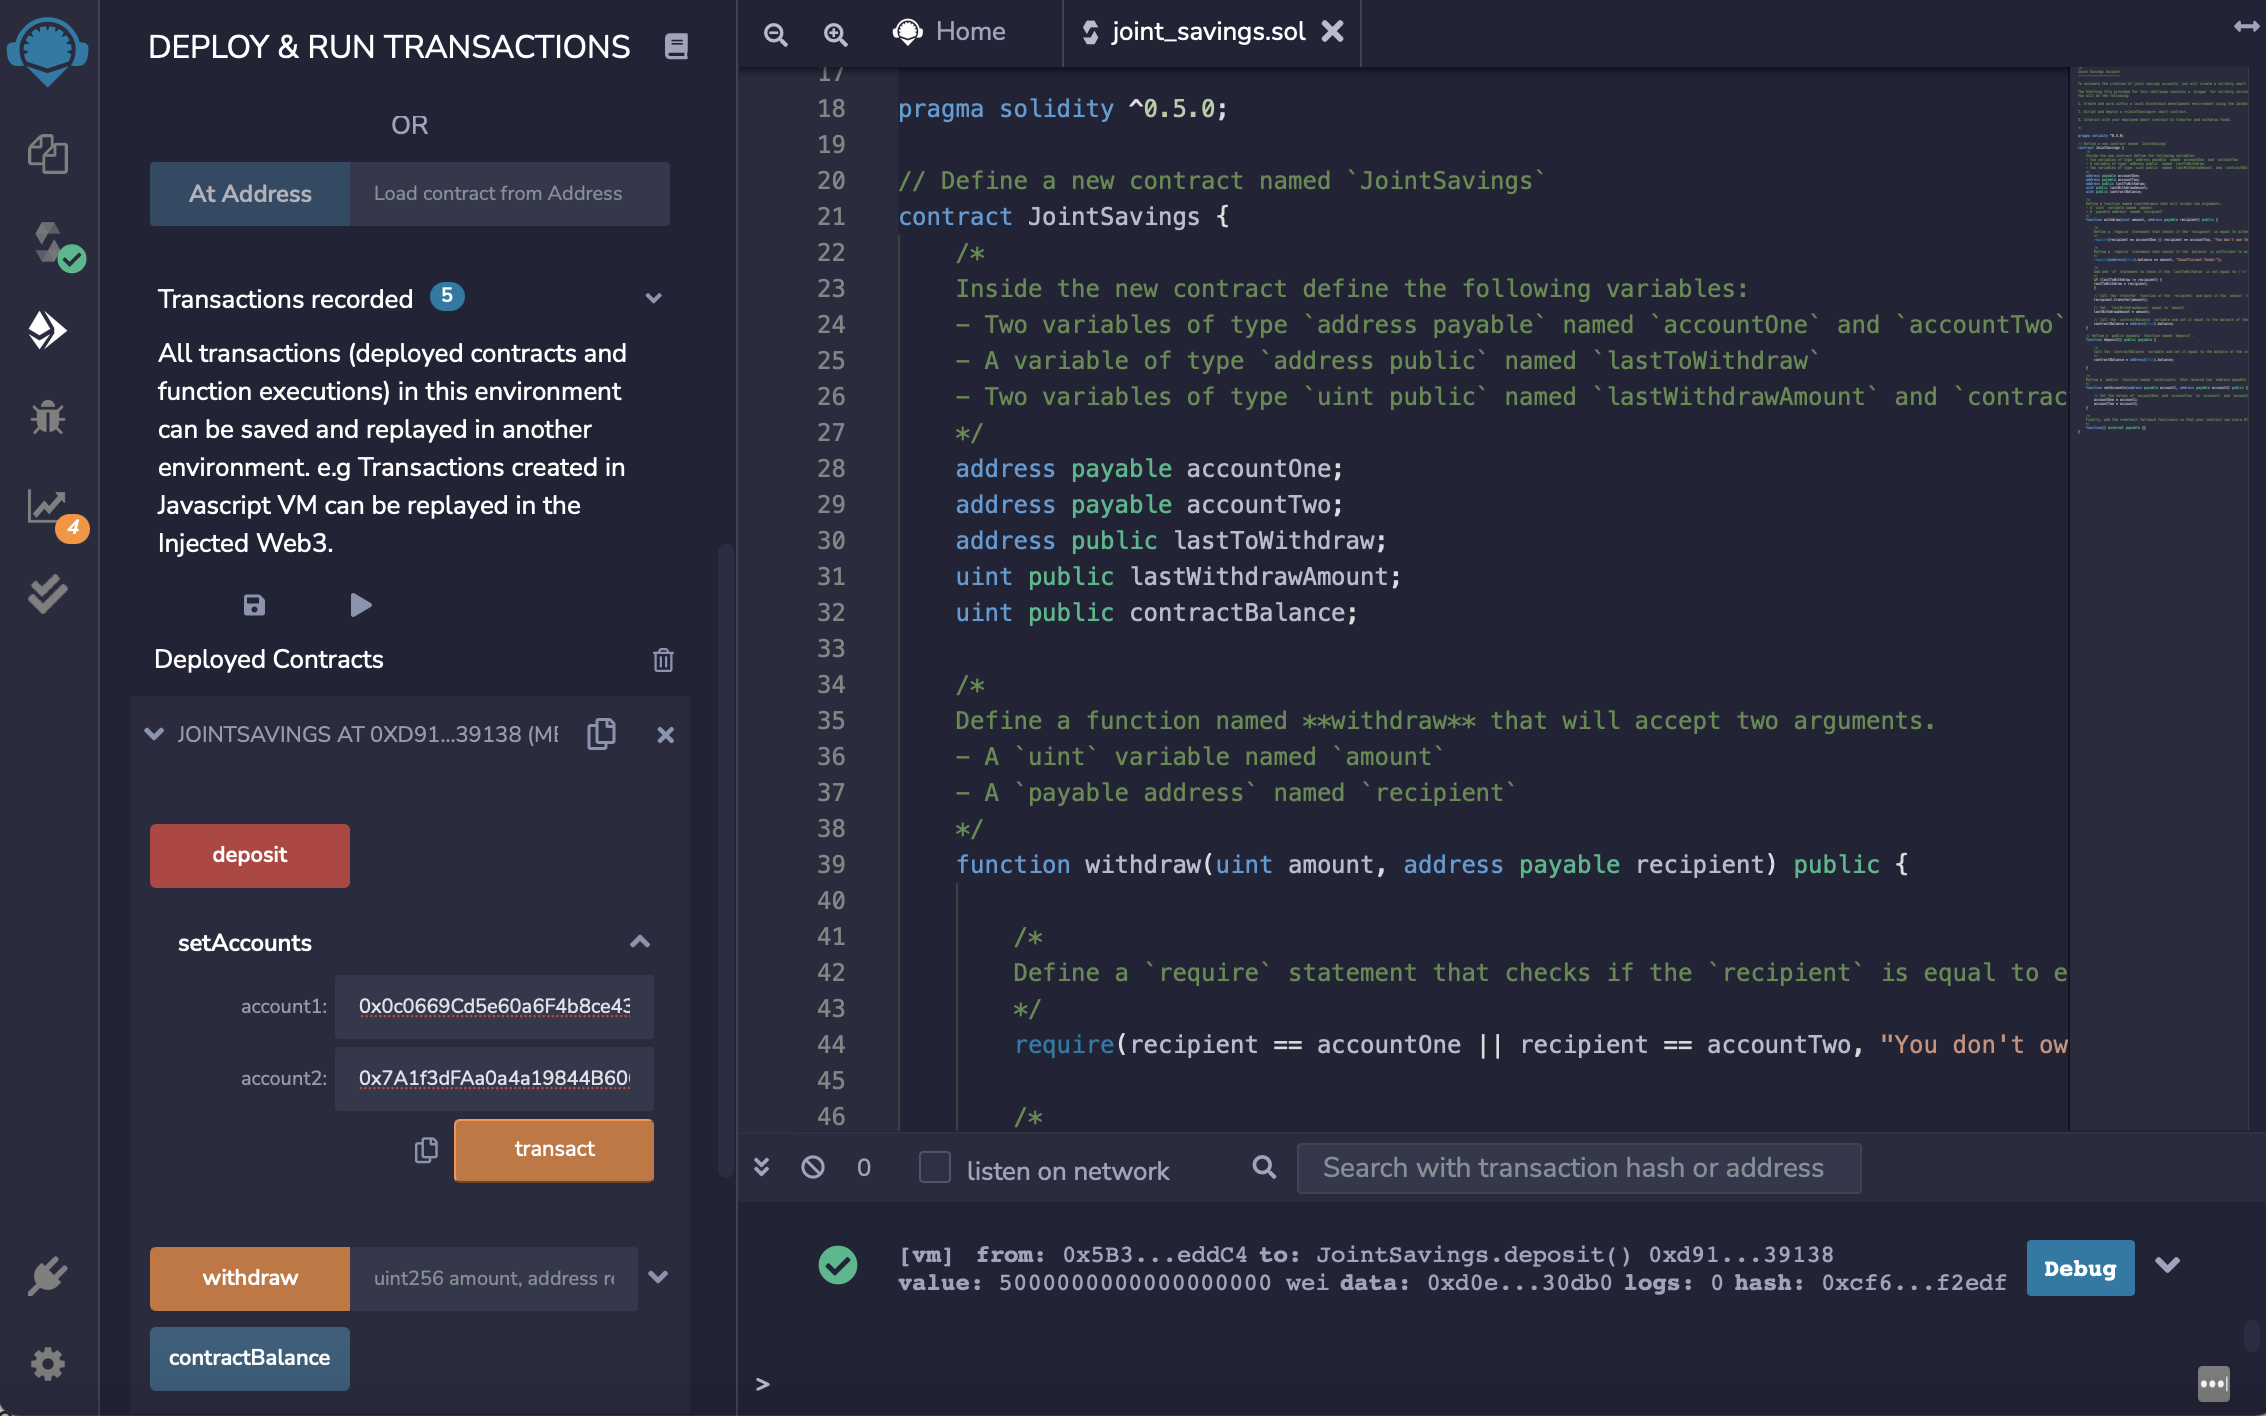 DEPLOY & RUN TRANSACTIONS
OR
At Address
Load contract from Address
Transactions recorded 5
All transactions (deployed contracts and
function executions) in this environment
can be saved and replayed in another
environment. e.g Transactions created in
Javascript VM can be replayed in the
Injected Web3.
Deployed Contracts
JOINTSAVINGS AT 0XD91...39138 (ME
deposit
setAccounts
account1: 0x0c0669Cd5e60a6F4b8ce43
account2: 0x7A1f3dFAa0a4a19844B60
transact
withdraw
uint256 amount, address re
contractBalance
4
Home
joint_savings.sol
17
18 pragma solidity ^0.5.0;
19
20 // Define a new contract named `JointSavings`
21 contract JointSavings {
22 /*
23 Inside the new contract define the following variables:
24 - Two variables of type `address payable` named `accountOne` and `accountTwo`
25 - A variable of type `address public` named `lastToWithdraw`
26 - Two variables of type `uint public` named `lastWithdrawAmount` and `contrac
27 */
28 address payable accountOne;
29 address payable accountTwo;
30 address public lastToWithdraw;
31 uint public lastWithdrawAmount;
32 uint public contractBalance;
33
34 /*
35 Define a function named **withdraw** that will accept two arguments.
36 - A `uint` variable named `amount`
37 - A `payable address` named `recipient`
38 */
39 function withdraw(uint amount, address payable recipient) public {
40
41 /*
42 Define a `require` statement that checks if the `recipient` is equal to e
43 */
44 require(recipient == accountOne || recipient == accountTwo, "You don't ow
45
46 /*
0
listen on network
Search with transaction hash or address
[vm] from: 0x5B3...eddC4 to: JointSavings.deposit() 0xd91...39138
value: 5000000000000000000 wei data: 0xd0e...30db0 logs: 0 hash: 0xcf6...f2edf
Debug
>